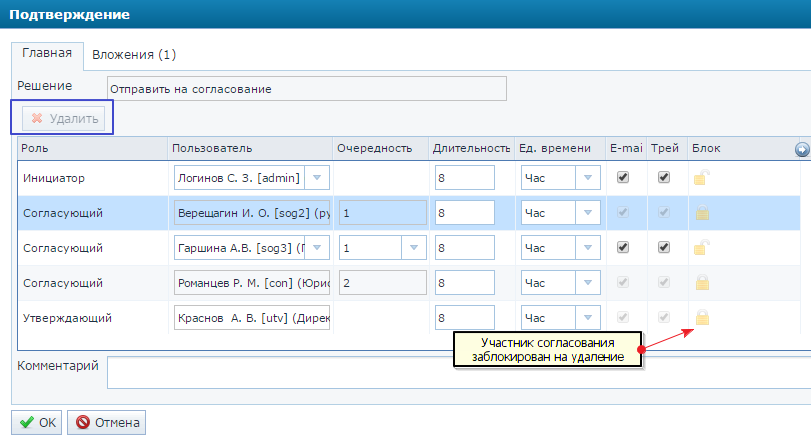 Подтверждение
Главная Вложения (1)
Решение Отправить на согласование
Удалить
Роль Пользователь Очередность Длительность Ед. времени E-mai Трей Блок
Инициатор Логинов С. З. [admin] 8 Час
Согласующий Верещагин И. О. [sog2] (ру 1 8 Час
Согласующий Гаршина А.В. [sog3] (Г 1 8 Час
Согласующий Романцев Р. М. [con] (Юрис 2 8 Час
Утверждающий Краснов А. В. [utv] (Дирек 8 Час
Участник согласования
заблокирован на удаление
Комментарий
OK Отмена